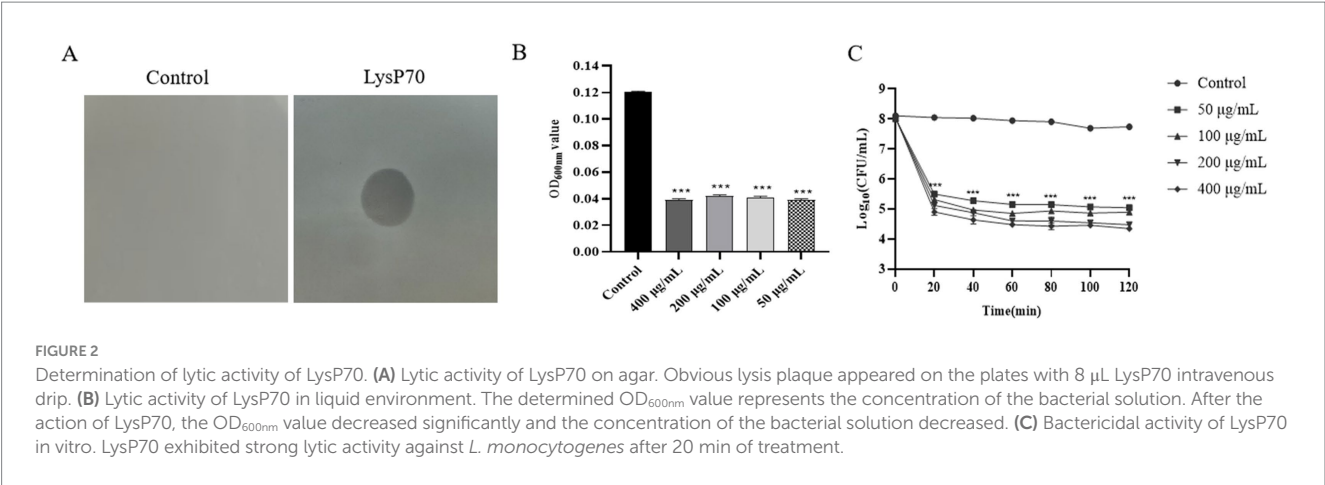 A
Control
LysP70
B
OD600nm value
0.14
0.12
0.10
0.08
0.06
0.04
0.02
0.00
***
***
***
***
Control
400 µg/mL
200 µg/mL
100 µg/mL
50 µg/mL
C
Log10(CFU/mL)
9
8
7
6
5
4
3
***
***
***
***
***
***
0
20
40
60
80
100
120
Time(min)
Control
50 µg/mL
100 µg/mL
200 µg/mL
400 µg/mL
FIGURE 2
Determination of lytic activity of LysP70. (A) Lytic activity of LysP70 on agar. Obvious lysis plaque appeared on the plates with 8 µL LysP70 intravenous
drip. (B) Lytic activity of LysP70 in liquid environment. The determined OD600nm value represents the concentration of the bacterial solution. After the
action of LysP70, the OD600nm value decreased significantly and the concentration of the bacterial solution decreased. (C) Bactericidal activity of LysP70
in vitro. LysP70 exhibited strong lytic activity against L. monocytogenes after 20 min of treatment.